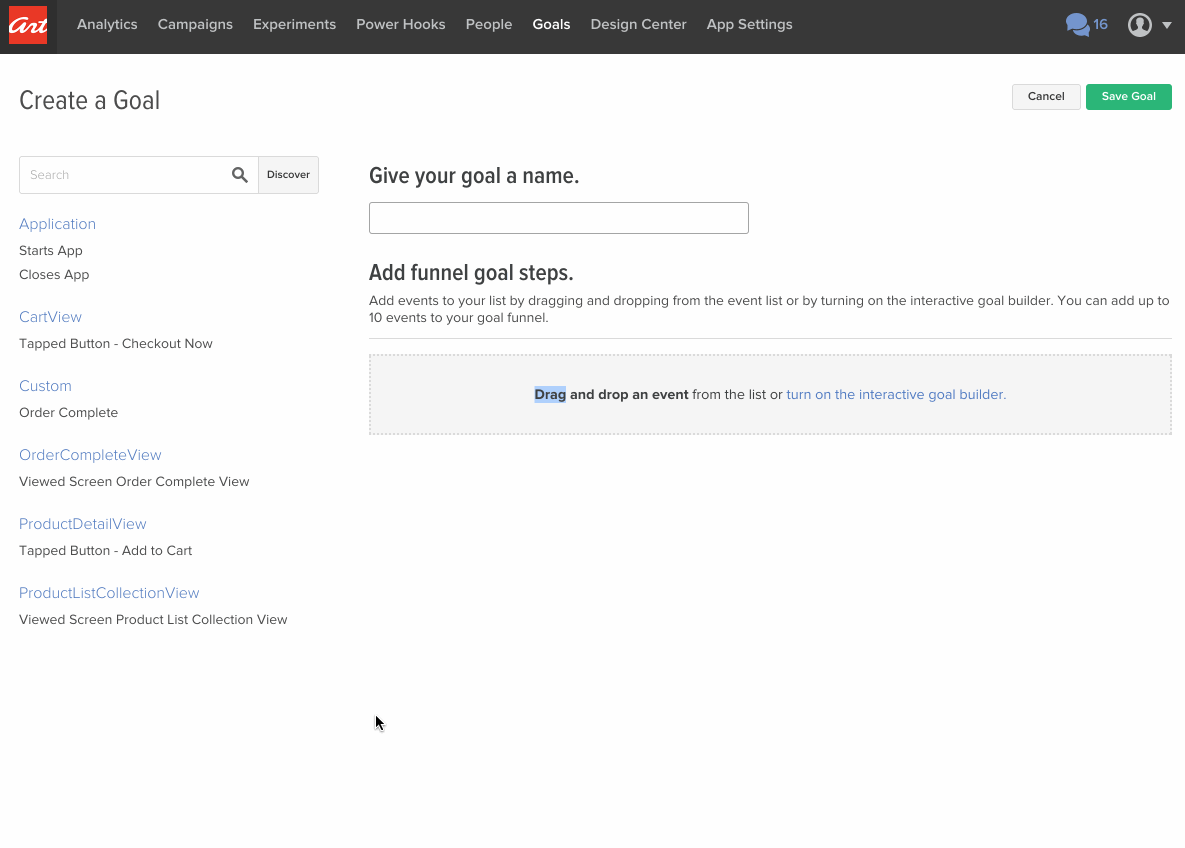 Art
Analytics Campaigns Experiments Power Hooks People Goals Design Center App Settings 16
Create a Goal
Cancel Save Goal
Search Discover
Application
Starts App
Closes App
CartView
Tapped Button - Checkout Now
Custom
Order Complete
OrderCompleteView
Viewed Screen Order Complete View
ProductDetailView
Tapped Button - Add to Cart
ProductListCollectionView
Viewed Screen Product List Collection View
Give your goal a name.
Add funnel goal steps.
Add events to your list by dragging and dropping from the event list or by turning on the interactive goal builder. You can add up to
10 events to your goal funnel.
Drag and drop an event from the list or turn on the interactive goal builder.